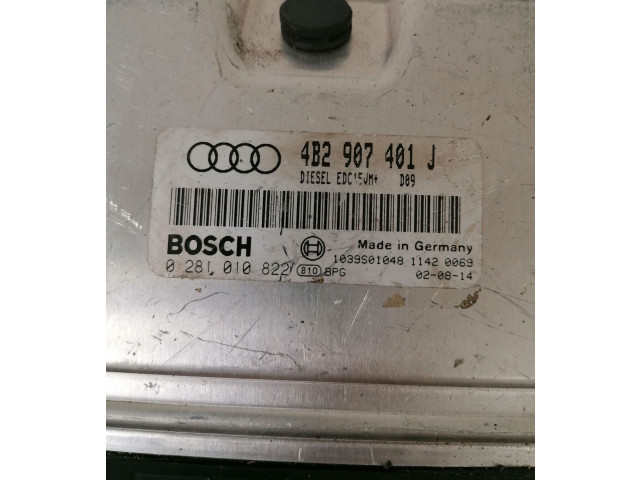 4B2 907 401 J
DIESEL EDC15VM+ D09
BOSCH
Made in Germany
0 281 010 822 810 8PG
1039S01048 1142 0069
02-08-14